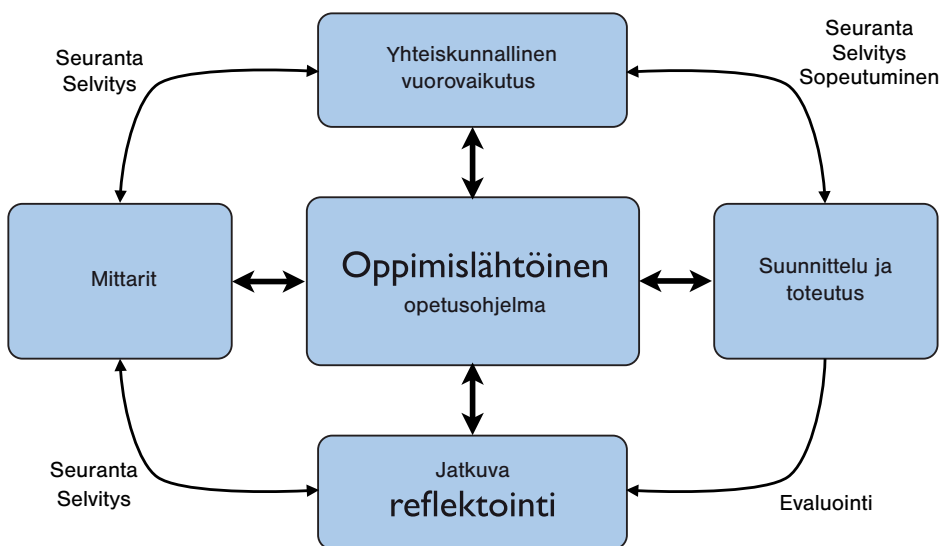 Seuranta
Selvitys
Yhteiskunnallinen
vuorovaikutus
Seuranta
Selvitys
Sopeutuminen
Mittarit
Oppimislähtöinen
opetusohjelma
Suunnittelu ja
toteutus
Seuranta
Selvitys
Jatkuva
reflektointi
Evaluointi